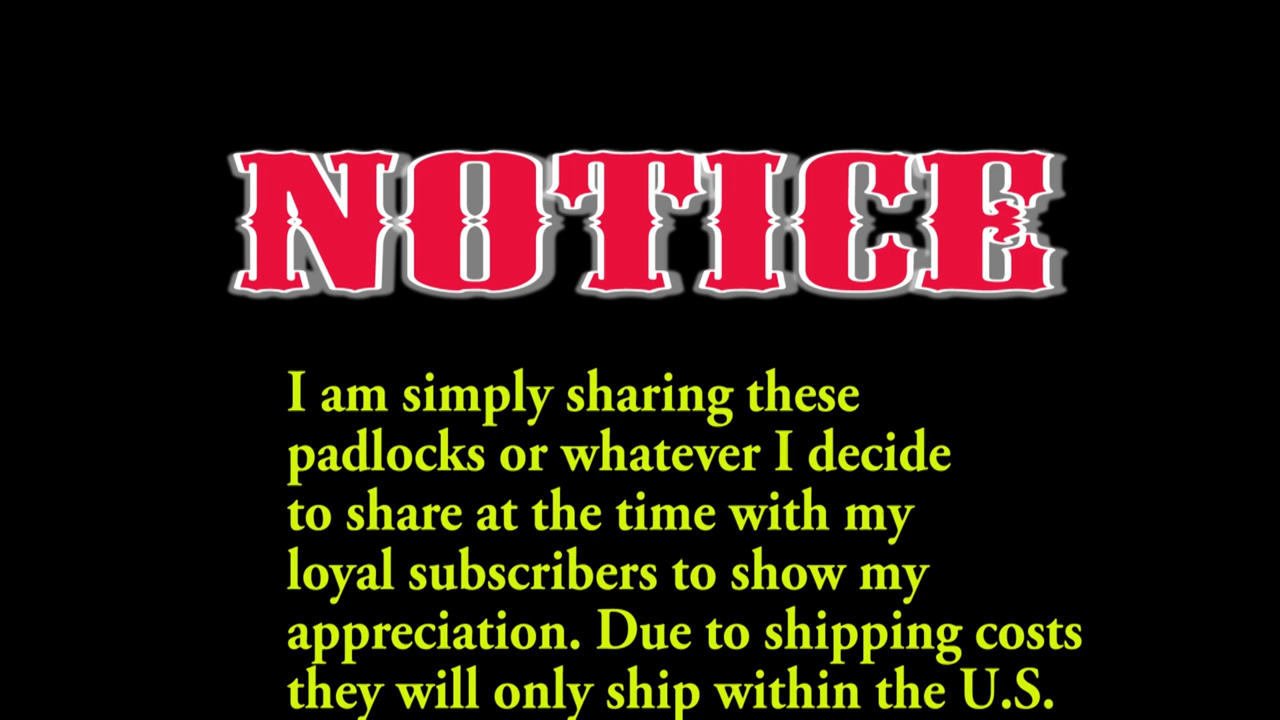 NOTICE
I am simply sharing these
padlocks or whatever I decide
to share at the time with my
loyal subscribers to show my
appreciation. Due to shipping costs
they will only ship within the U.S.